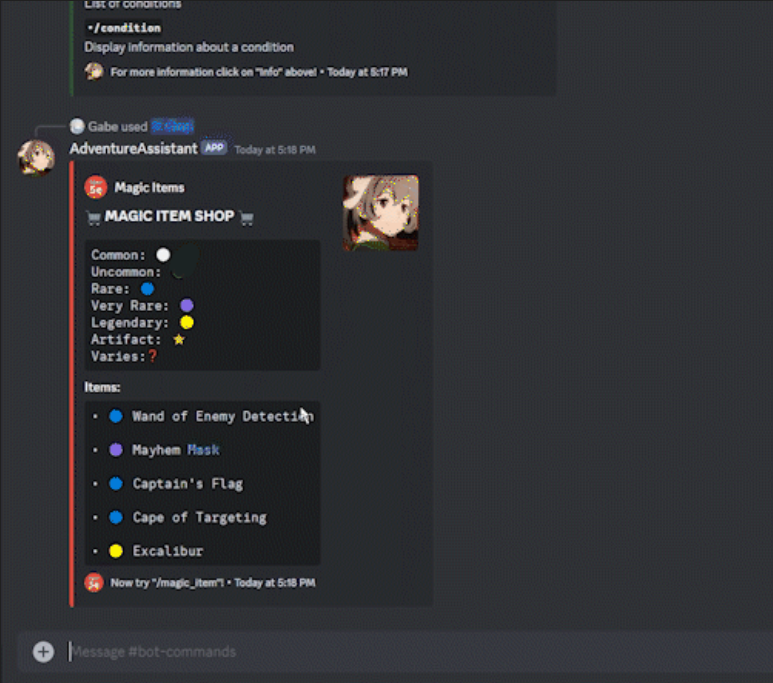 List of conditions
•/condition
Display information about a condition
For more information click on "Info" above! • Today at 5:17 PM
Gabe used
AdventureAssistant APP Today at 5:18 PM
Magic Items
MAGIC ITEM SHOP
Common:
Uncommon:
Rare:
Very Rare:
Legendary:
Artifact:
Varies:❓
Items:
• Wand of Enemy Detection
• Mayhem Mask
• Captain's Flag
• Cape of Targeting
• Excalibur
Now try "/magic_item"! • Today at 5:18 PM
Message #bot-commands